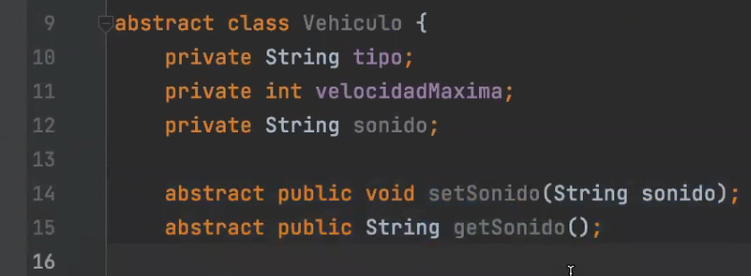 9 abstract class Vehiculo {
10 private String tipo;
11 private int velocidadMaxima;
12 private String sonido;
13
14 abstract public void setSonido(String sonido);
15 abstract public String getSonido();
16